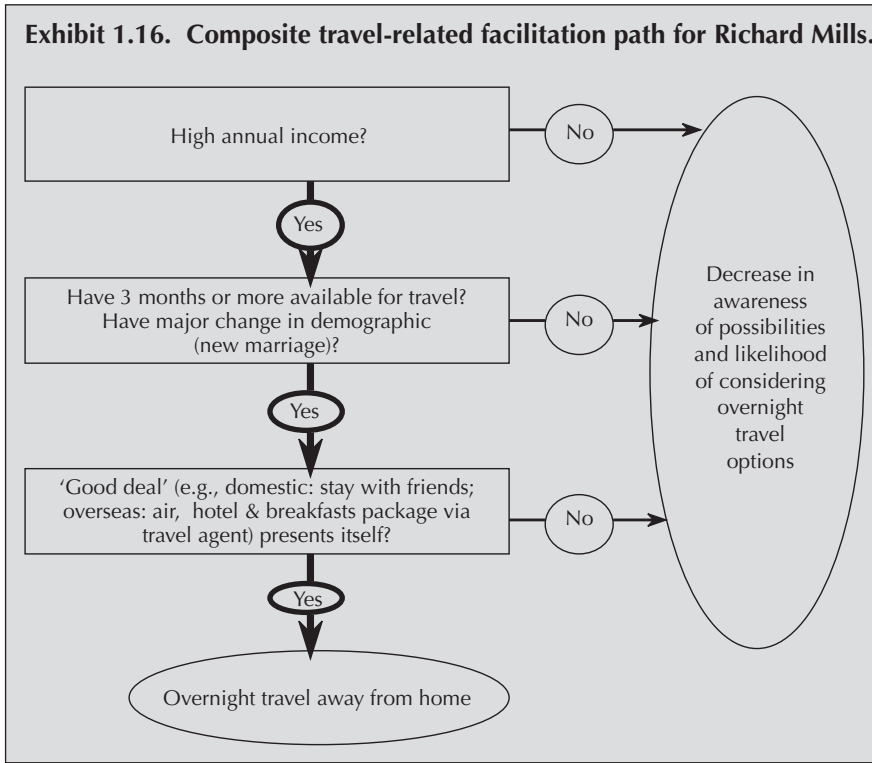 Exhibit 1.16. Composite travel-related facilitation path for Richard Mills.
High annual income?
No
Yes
Have 3 months or more available for travel?
Have major change in demographic
(new marriage)?
No
Yes
‘Good deal’ (e.g., domestic: stay with friends;
overseas: air, hotel & breakfasts package via
travel agent) presents itself?
No
Yes
Overnight travel away from home
Decrease in
awareness
of possibilities
and likelihood
of considering
overnight
travel
options